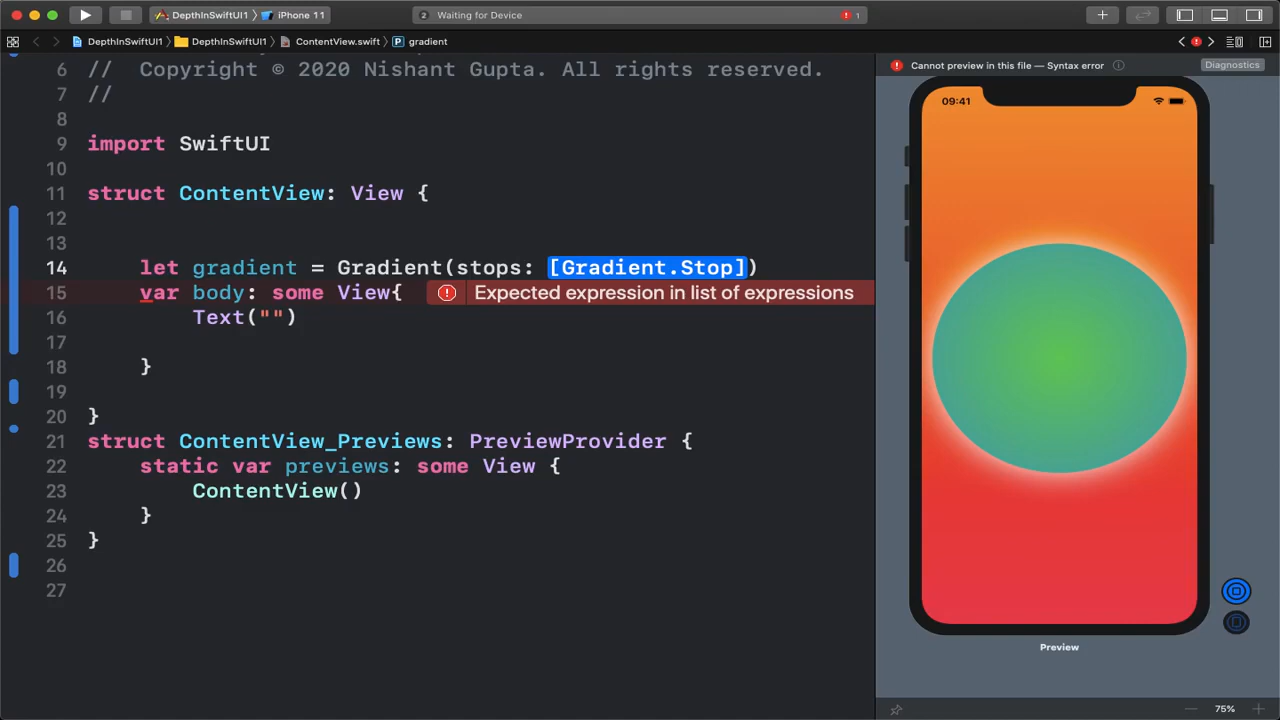 DepthInSwiftUI1 〉 iPhone 11
2 Waiting for Device
1
DepthInSwiftUI1 〉 DepthInSwiftUI1 〉 ContentView.swift 〉 P gradient
6 //  Copyright © 2020 Nishant Gupta. All rights reserved.
7 //
8
9 import SwiftUI
10
11 struct ContentView: View {
12
13
14 let gradient = Gradient(stops: [Gradient.Stop])
15 var body: some View{ Expected expression in list of expressions
16 Text("")
17
18 }
19
20 }
21 struct ContentView_Previews: PreviewProvider {
22 static var previews: some View {
23 ContentView()
24 }
25 }
26
27
Cannot preview in this file — Syntax error
Diagnostics
09:41
Preview
75%